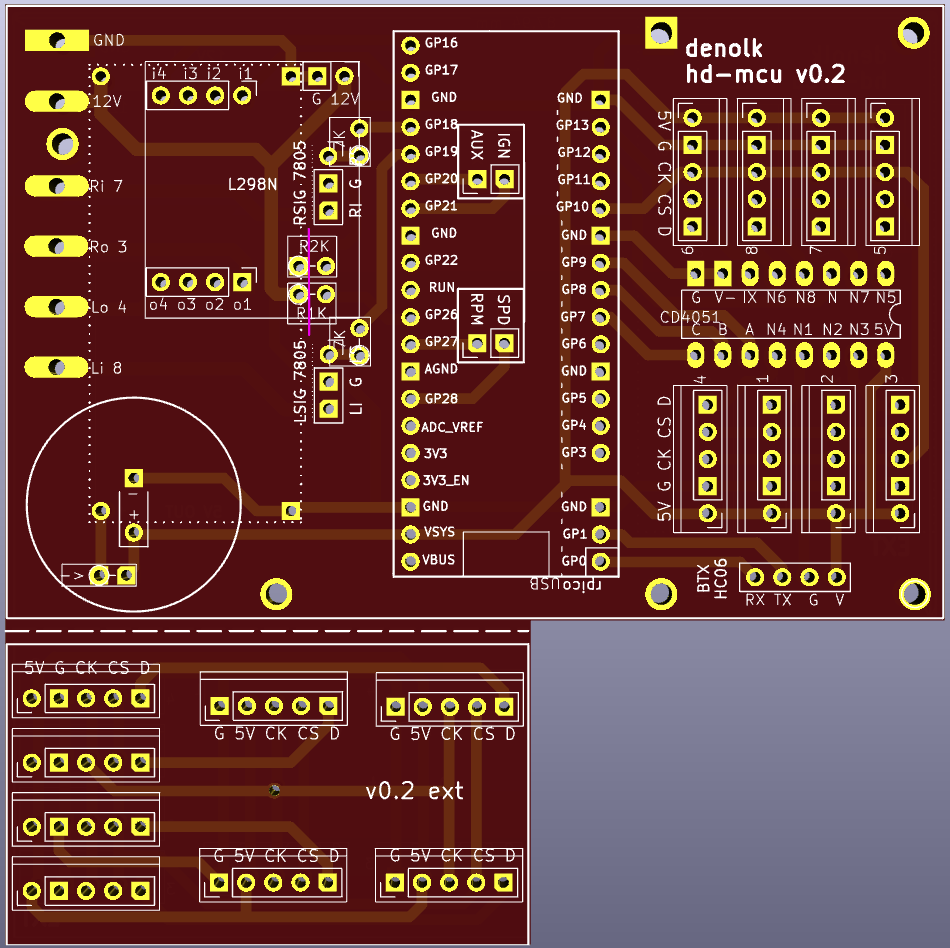 GND
12V
Ri 7
Ro 3
Lo 4
Li 8
i4 i3 i2 i1
G 12V
L298N
o4 o3 o2 o1
RSIG 7805
RI G
R2K
R1K
LSIG 7805
LI G
-
+
->
GP16
GP17
GND
GP18
GP19
GP20
GP21
GND
GP22
RUN
GP26
GP27
AGND
GP28
ADC_VREF
3V3
3V3_EN
GND
VSYS
VBUS
AUX IGN
RPM SPD
GND
GP13
GP12
GP11
GP10
GND
GP9
GP8
GP7
GP6
GND
GP5
GP4
GP3
GND
GP1
GP0
rpico USB
denolk
hd-mcu v0.2
5V G CK CS D
6 8 7 5
G V- IX N6 N8 N N7 N5
CD4051
C B A N4 N1 N2 N3 5V
4 1 2 3
5V G CK CS D
BTX
HC06
RX TX G V
5V G CK CS D
G 5V CK CS D
G 5V CK CS D
v0.2 ext
G 5V CK CS D
G 5V CK CS D